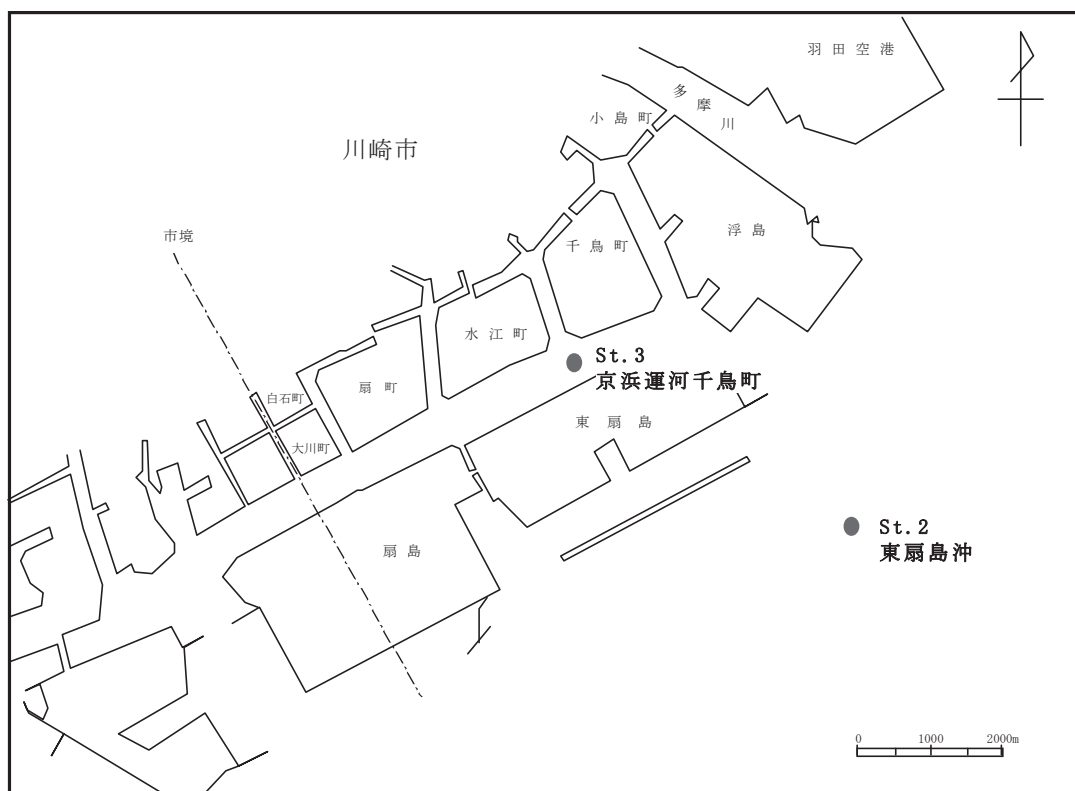 羽田空港
多摩川
小島町
川崎市
浮島
市境
千鳥町
水江町
St.3
京浜運河千鳥町
扇町
白石町
東扇島
大川町
St.2
東扇島沖
扇島
0 1000 2000m